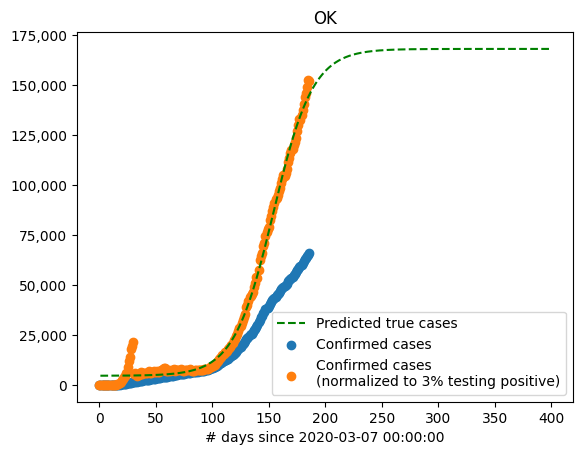 OK
175,000
150,000
125,000
100,000
75,000
50,000
25,000
0
Predicted true cases
Confirmed cases
Confirmed cases
(normalized to 3% testing positive)
0 50 100 150 200 250 300 350 400
# days since 2020-03-07 00:00:00